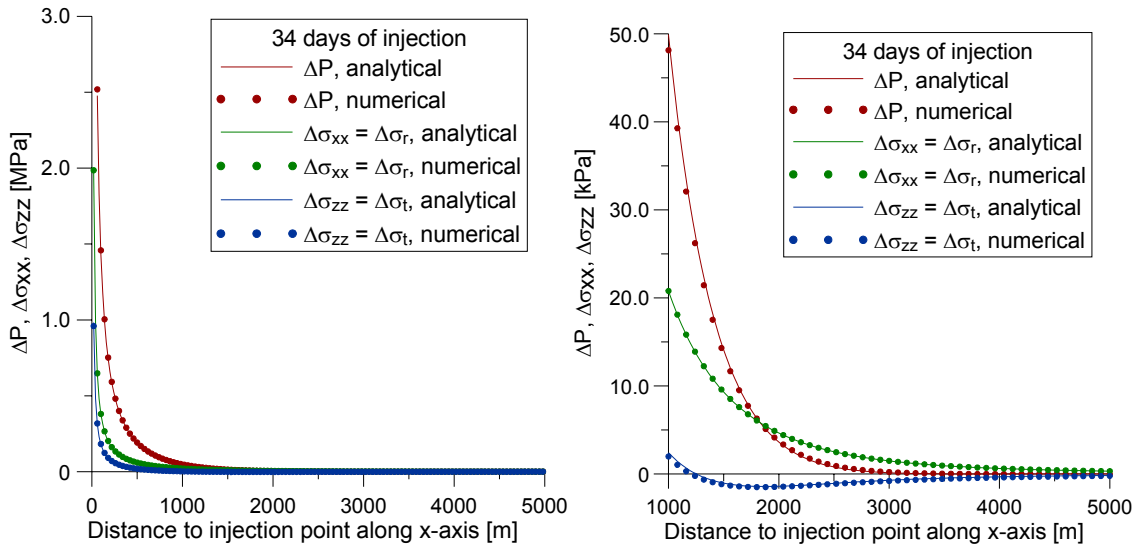 3.0
2.0
1.0
0
ΔP, Δσxx, Δσzz [MPa]
34 days of injection
ΔP, analytical
ΔP, numerical
Δσxx = Δσr, analytical
Δσxx = Δσr, numerical
Δσzz = Δσt, analytical
Δσzz = Δσt, numerical
0 1000 2000 3000 4000 5000
Distance to injection point along x-axis [m]
50.0
40.0
30.0
20.0
10.0
0
ΔP, Δσxx, Δσzz [kPa]
34 days of injection
ΔP, analytical
ΔP, numerical
Δσxx = Δσr, analytical
Δσxx = Δσr, numerical
Δσzz = Δσt, analytical
Δσzz = Δσt, numerical
1000 2000 3000 4000 5000
Distance to injection point along x-axis [m]